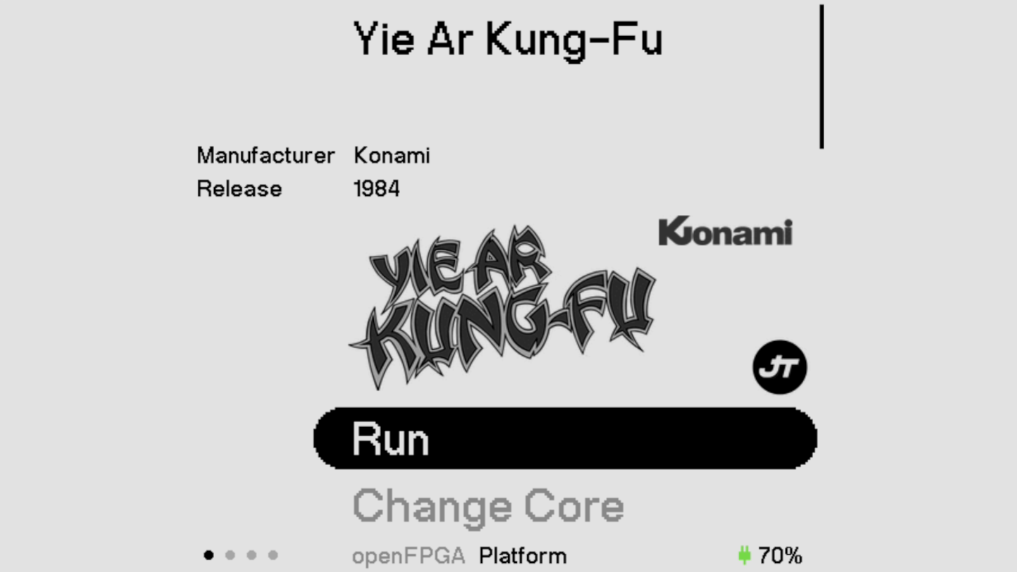 Yie Ar Kung-Fu
Manufacturer Konami
Release 1984
Konami
YIE AR
KUNG-FU
JT
Run
Change Core
openFPGA Platform 70%